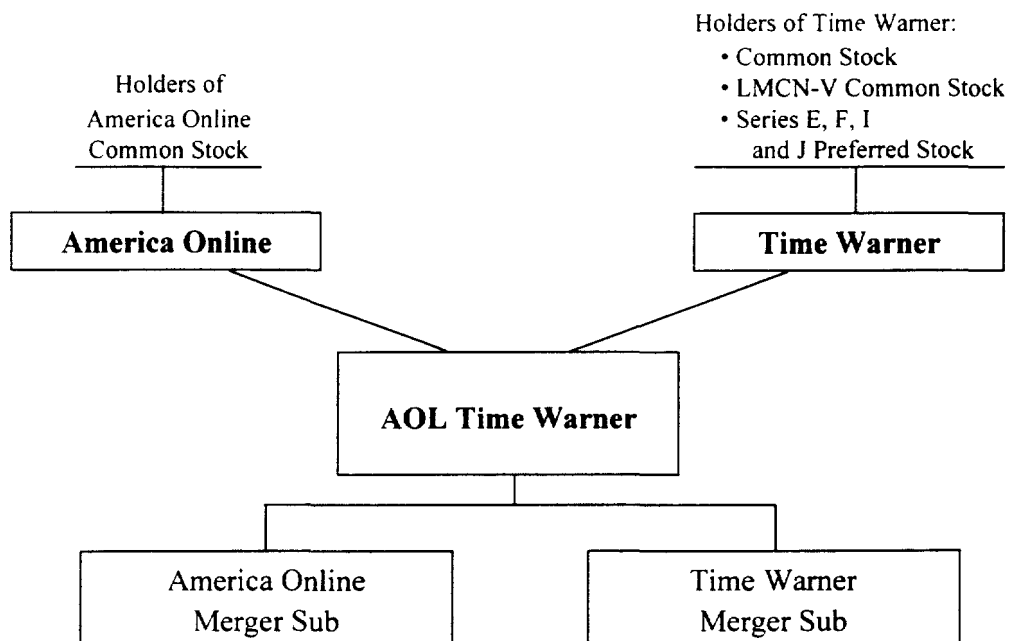 Holders of
America Online
Common Stock
Holders of Time Warner:
• Common Stock
• LMCN-V Common Stock
• Series E, F, I
and J Preferred Stock
America Online
Time Warner
AOL Time Warner
America Online
Merger Sub
Time Warner
Merger Sub